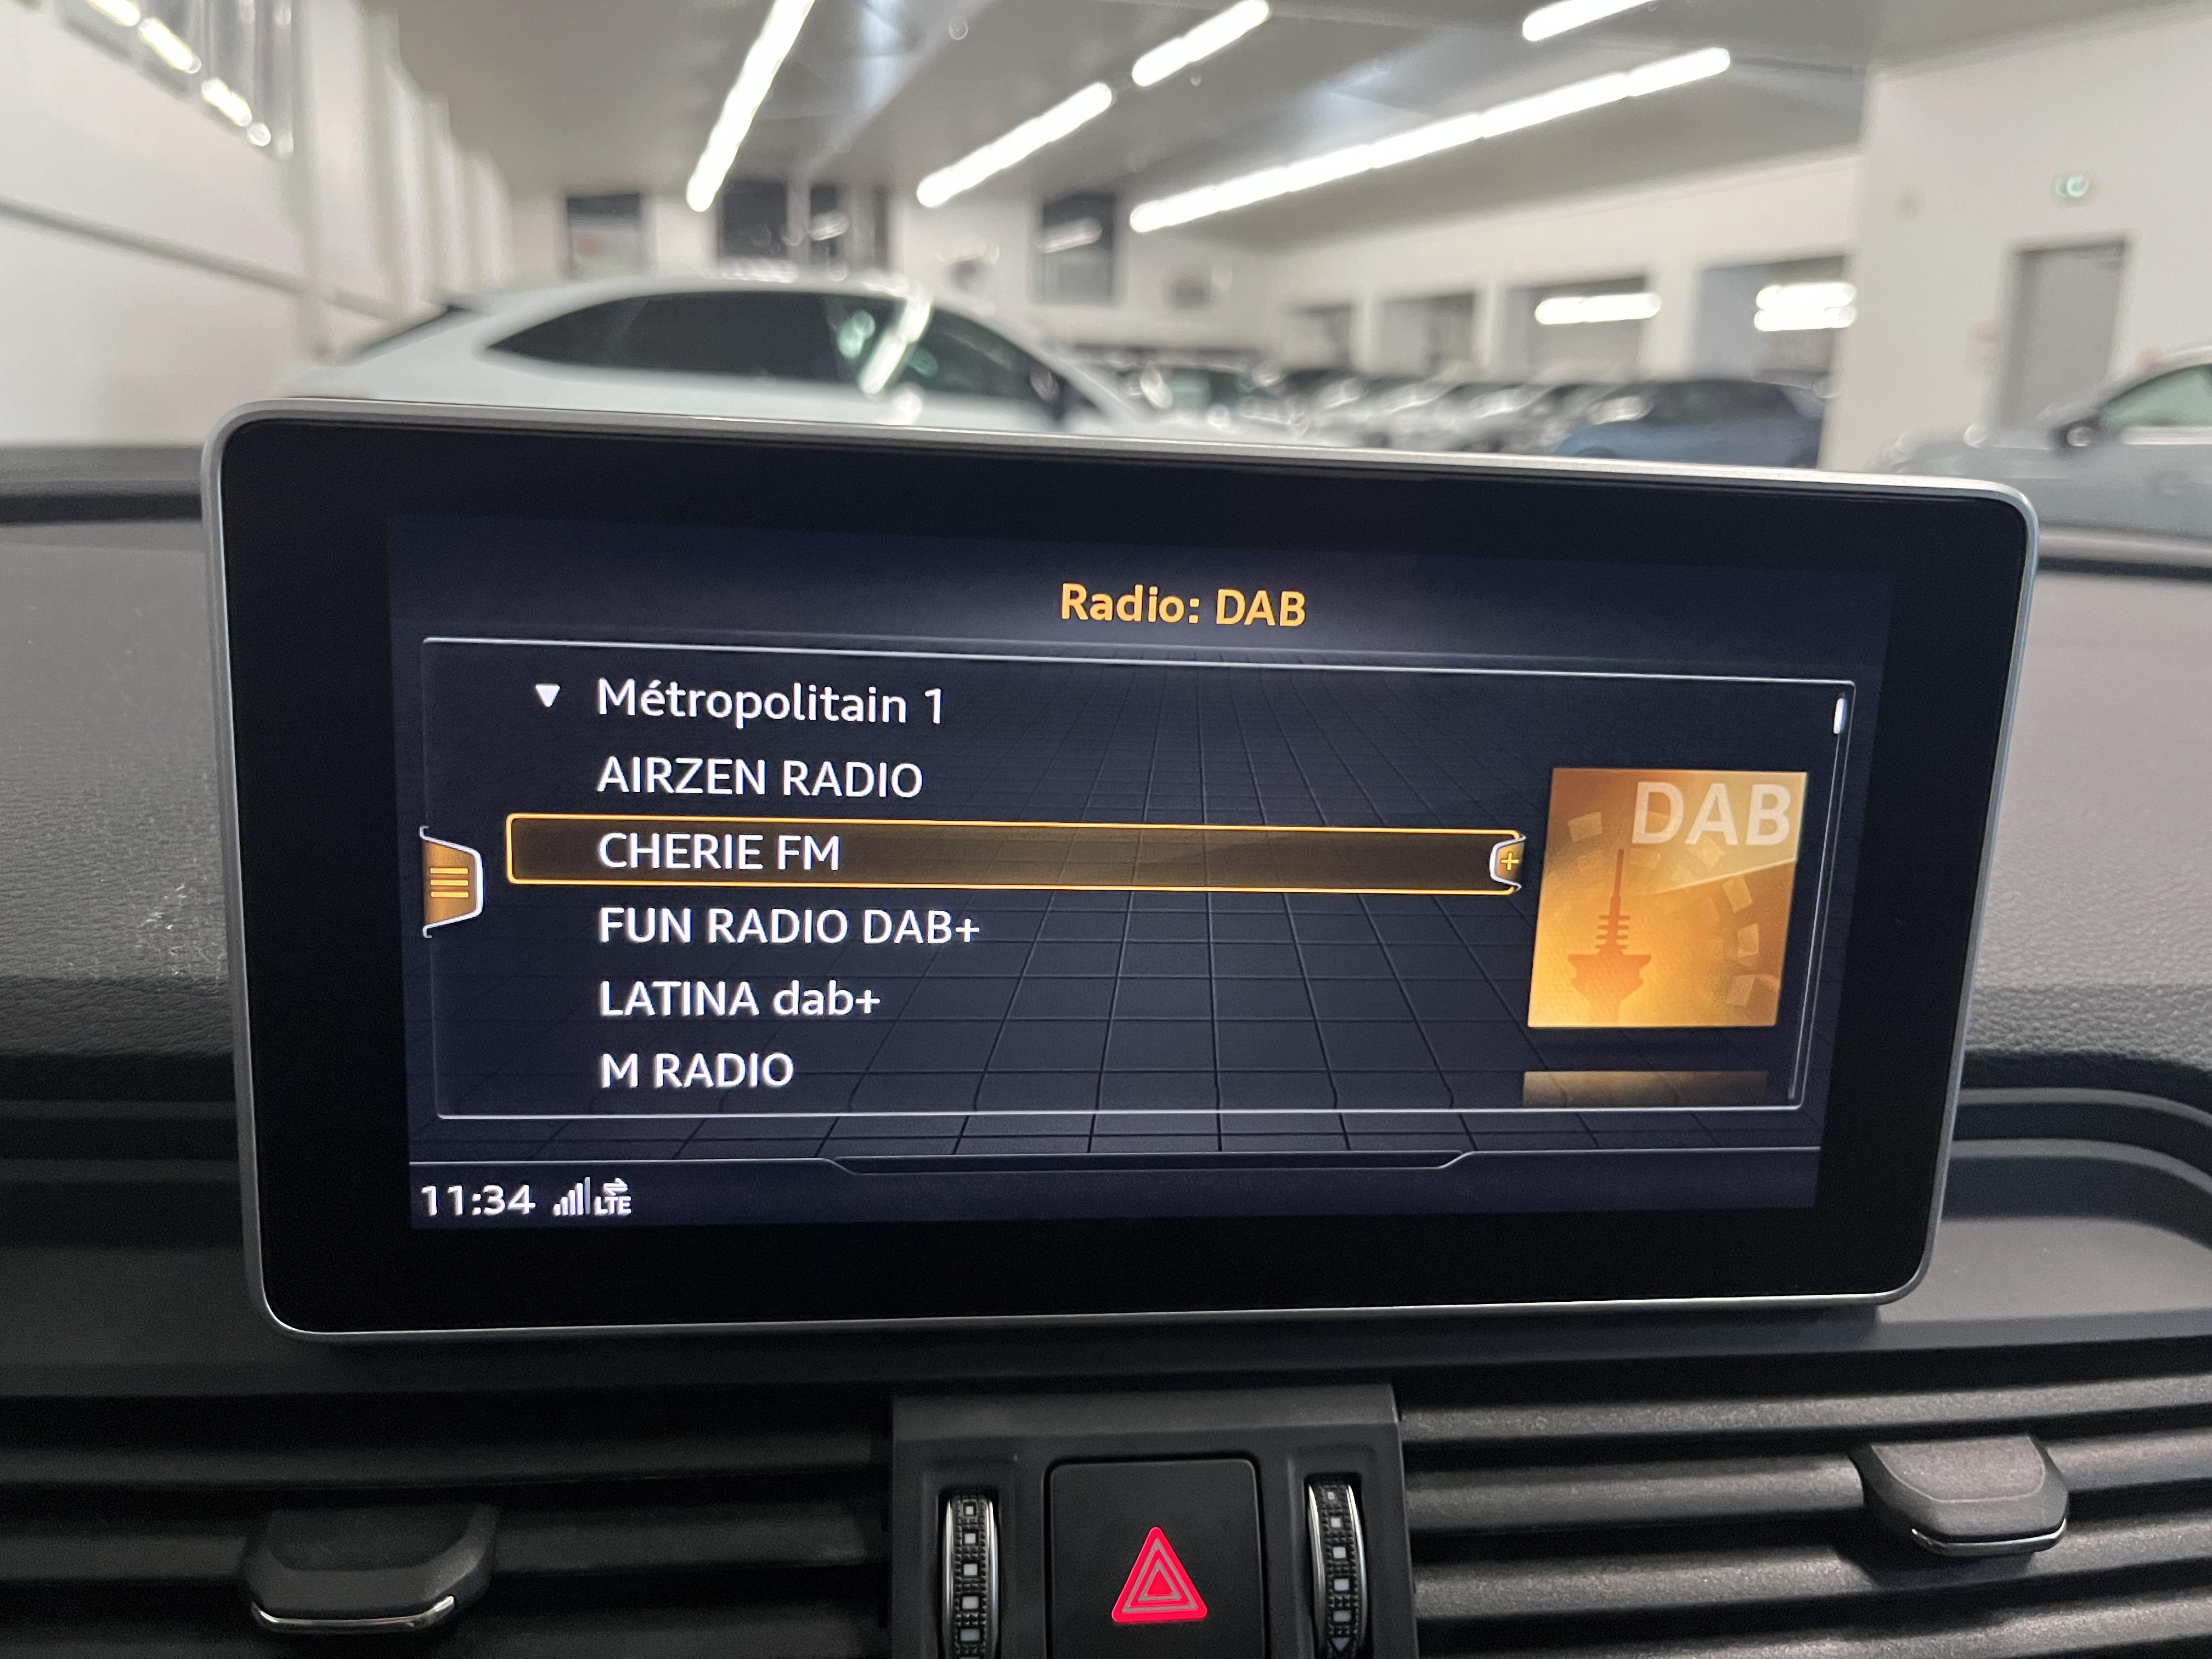 Radio: DAB
Métropolitain 1
AIRZEN RADIO
CHERIE FM
DAB
FUN RADIO DAB+
LATINA dab+
M RADIO
11:34 LTE